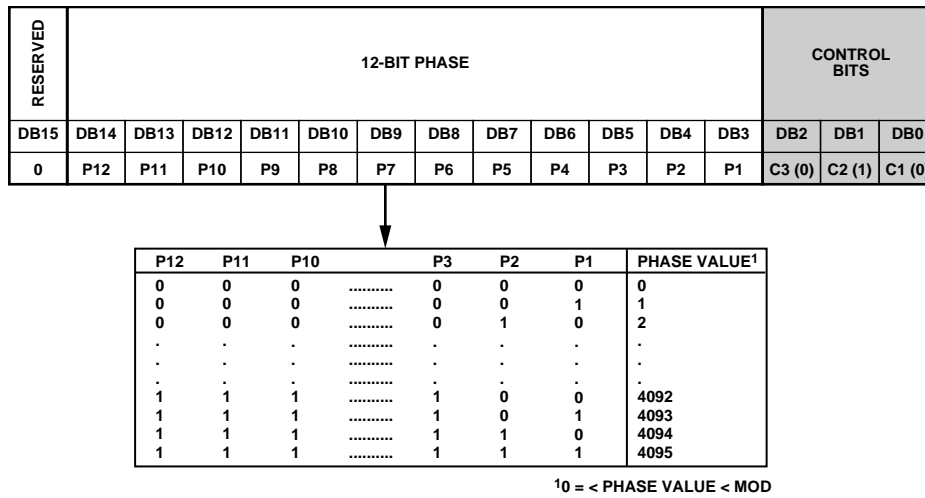 RESERVED
12-BIT PHASE
CONTROL
BITS
DB15 DB14 DB13 DB12 DB11 DB10 DB9 DB8 DB7 DB6 DB5 DB4 DB3 DB2 DB1 DB0
0 P12 P11 P10 P9 P8 P7 P6 P5 P4 P3 P2 P1 C3 (0) C2 (1) C1 (0
P12 P11 P10 P3 P2 P1 PHASE VALUE¹
0 0 0 .......... 0 0 0 0
0 0 0 .......... 0 0 1 1
0 0 0 .......... 0 1 0 2
. . . .......... . . . .
. . . .......... . . . .
. . . .......... . . . .
1 1 1 .......... 1 0 0 4092
1 1 1 .......... 1 0 1 4093
1 1 1 .......... 1 1 0 4094
1 1 1 .......... 1 1 1 4095
¹0 = < PHASE VALUE < MOD